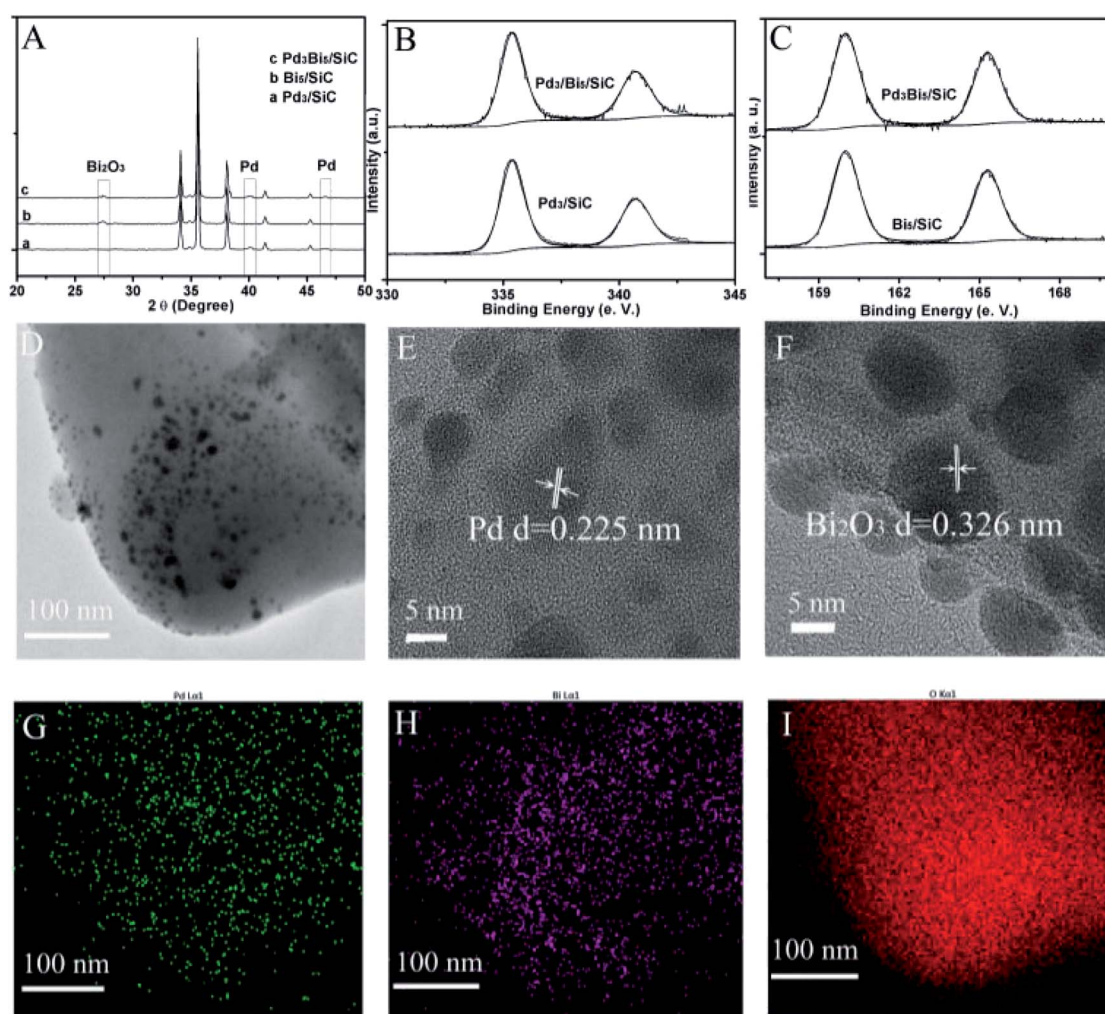 A
c Pd₃Bi₅/SiC
b Bi₅/SiC
a Pd₃/SiC
Bi₂O₃
Pd
Pd
c
b
a
20 25 30 35 40 45 50
2 θ (Degree)
B
Intensity (a.u.)
Pd₃/Bi₅/SiC
Pd₃/SiC
330 335 340 345
Binding Energy (e. V.)
C
Intensity (a. u.)
Pd₃Bi₅/SiC
Bi₅/SiC
159 162 165 168
Binding Energy (e. V.)
D
100 nm
E
Pd d=0.225 nm
5 nm
F
Bi₂O₃ d=0.326 nm
5 nm
Pd Lα1
G
100 nm
Bi Lα1
H
100 nm
O Kα1
I
100 nm